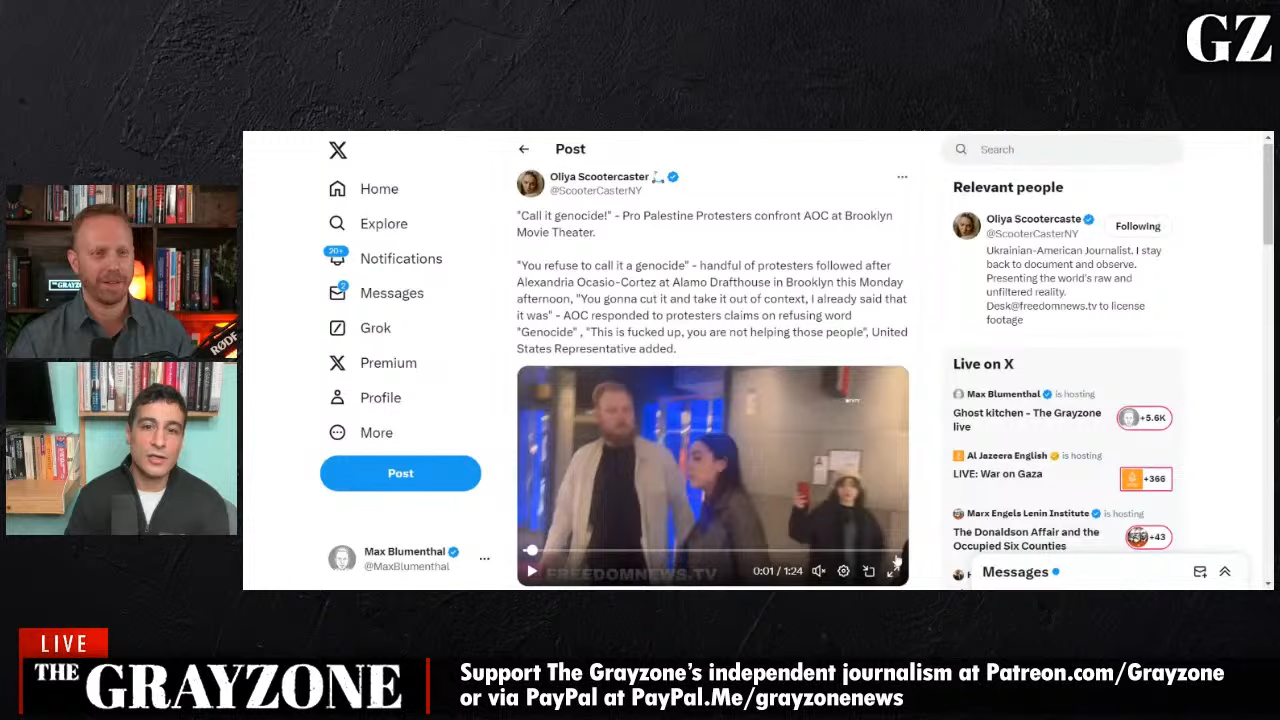 GZ
Home
Explore
20+
Notifications
2
Messages
Grok
Premium
Profile
More
Post
Max Blumenthal
@MaxBlumenthal
Post
Oliya Scootercaster
@ScooterCasterNY
"Call it genocide!" - Pro Palestine Protesters confront AOC at Brooklyn
Movie Theater.
"You refuse to call it a genocide" - handful of protesters followed after
Alexandria Ocasio-Cortez at Alamo Drafthouse in Brooklyn this Monday
afternoon, "You gonna cut it and take it out of context, I already said that
it was" - AOC responded to protesters claims on refusing word
"Genocide" , "This is fucked up, you are not helping those people", United
States Representative added.
FREEDOMNEWS.TV
0:01 / 1:24
Search
Relevant people
Oliya Scootercaste
@ScooterCasterNY
Following
Ukrainian-American Journalist. I stay
back to document and observe.
Presenting the world's raw and
unfiltered reality.
Desk@freedomnews.tv to license
footage
Live on X
Max Blumenthal is hosting
Ghost kitchen - The Grayzone
live
+5.6K
Al Jazeera English is hosting
LIVE: War on Gaza
+366
Marx Engels Lenin Institute is hosting
The Donaldson Affair and the
Occupied Six Counties
+43
Messages
RØDE
LIVE
THE GRAYZONE
Support The Grayzone's independent journalism at Patreon.com/Grayzone
or via PayPal at PayPal.Me/grayzonenews